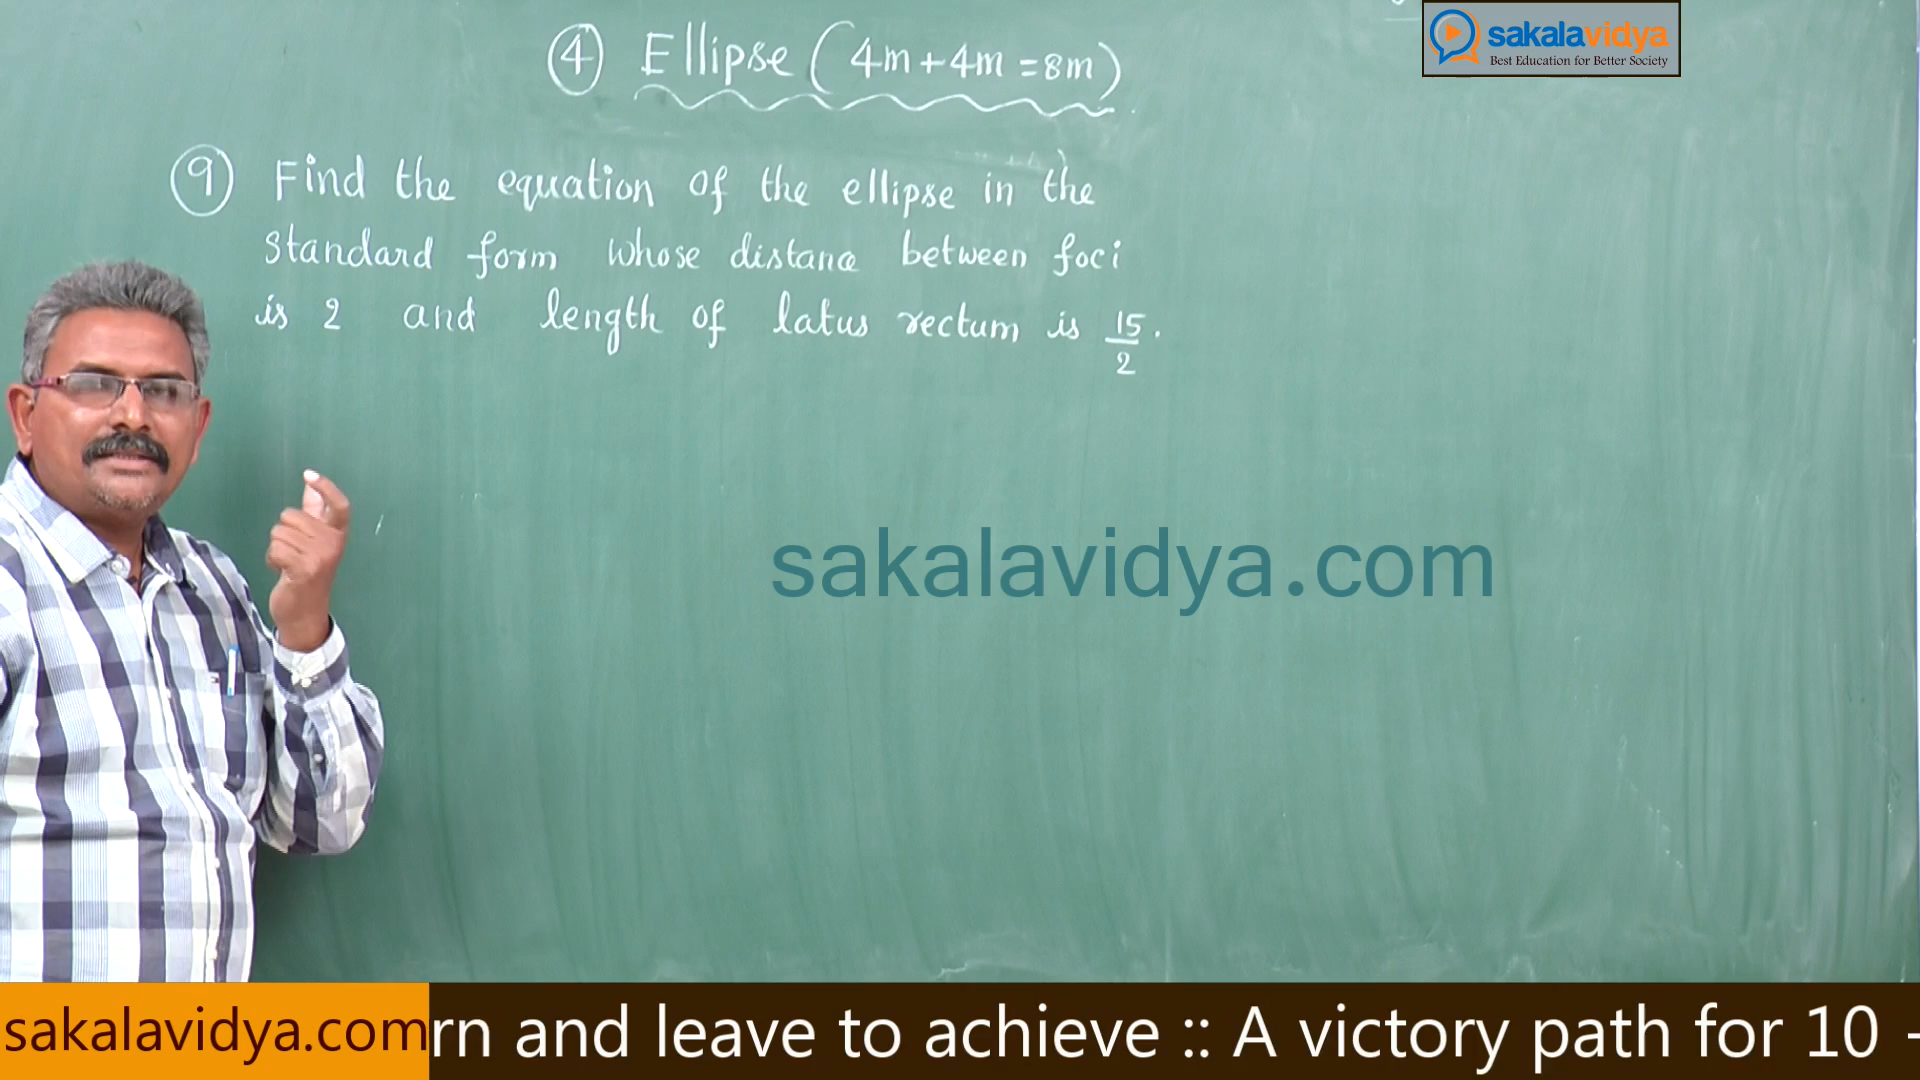 ④ Ellipse (4m+4m=8m)
sakalavidya
Best Education for Better Society
⑨ Find the equation of the ellipse in the
standard form whose distance between foci
is 2 and length of latus rectum is 15/2.
sakalavidya.com
sakalavidya.com
rn and leave to achieve :: A victory path for 10 -